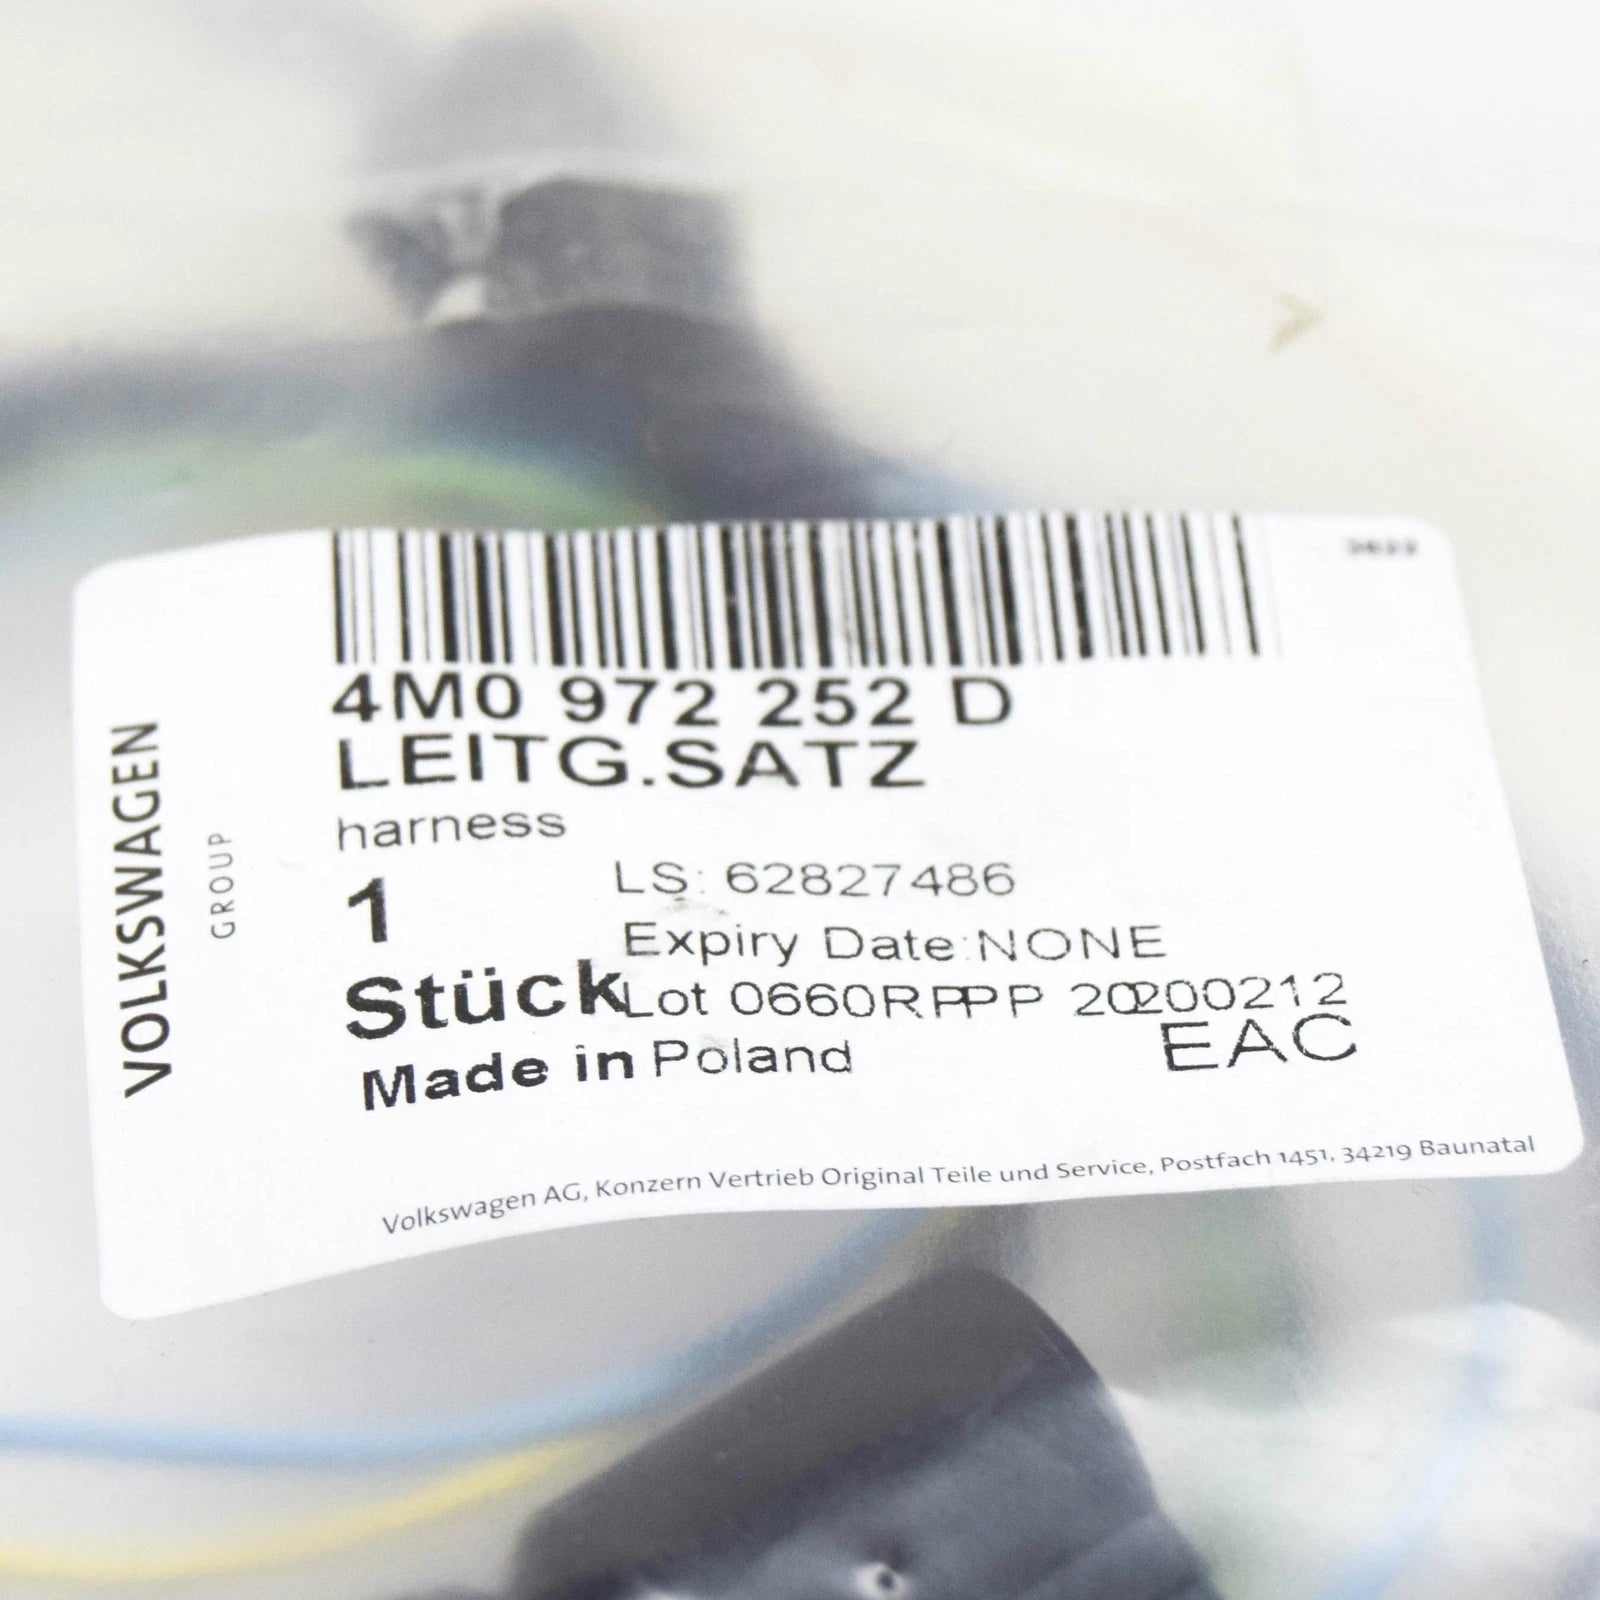 4M0 972 252 D
LEITG.SATZ
harness
1
LS: 62827486
Expiry Date:NONE
Stück
Lot 0660RPPP 20200212
Made in Poland
EAC
Volkswagen AG, Konzern Vertrieb Original Teile und Service, Postfach 1451, 34219 Baunatal
VOLKSWAGEN
GROUP